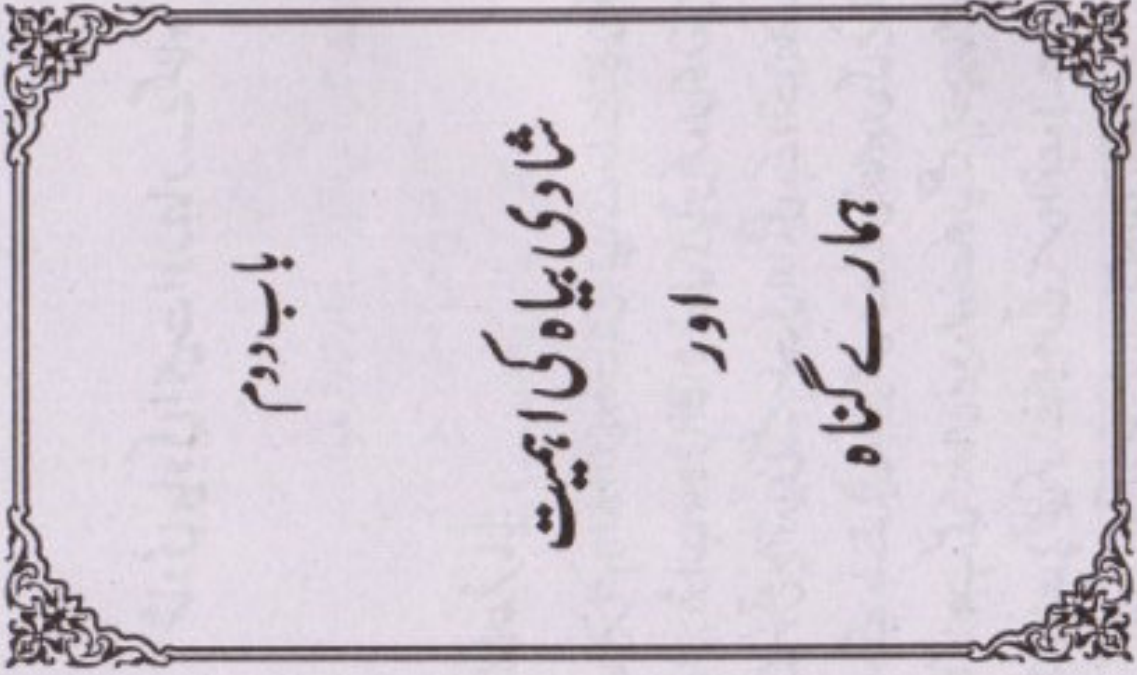 باب دوم
شادی بیاہ کی اہمیت
اور
ہمارے گناہ